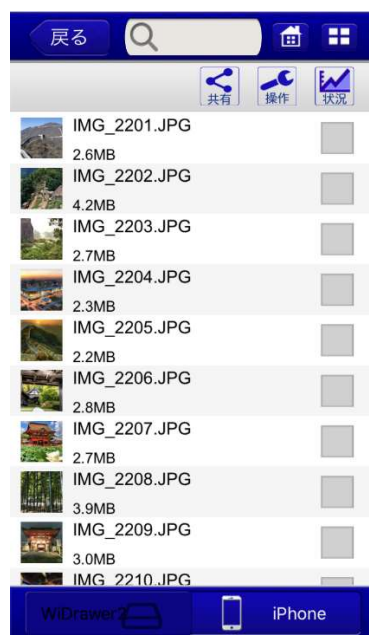 戻る
共有 操作 状況
IMG_2201.JPG
2.6MB
IMG_2202.JPG
4.2MB
IMG_2203.JPG
2.7MB
IMG_2204.JPG
2.3MB
IMG_2205.JPG
2.2MB
IMG_2206.JPG
2.8MB
IMG_2207.JPG
2.7MB
IMG_2208.JPG
3.9MB
IMG_2209.JPG
3.0MB
IMG_2210.JPG
WiDrawer2 iPhone